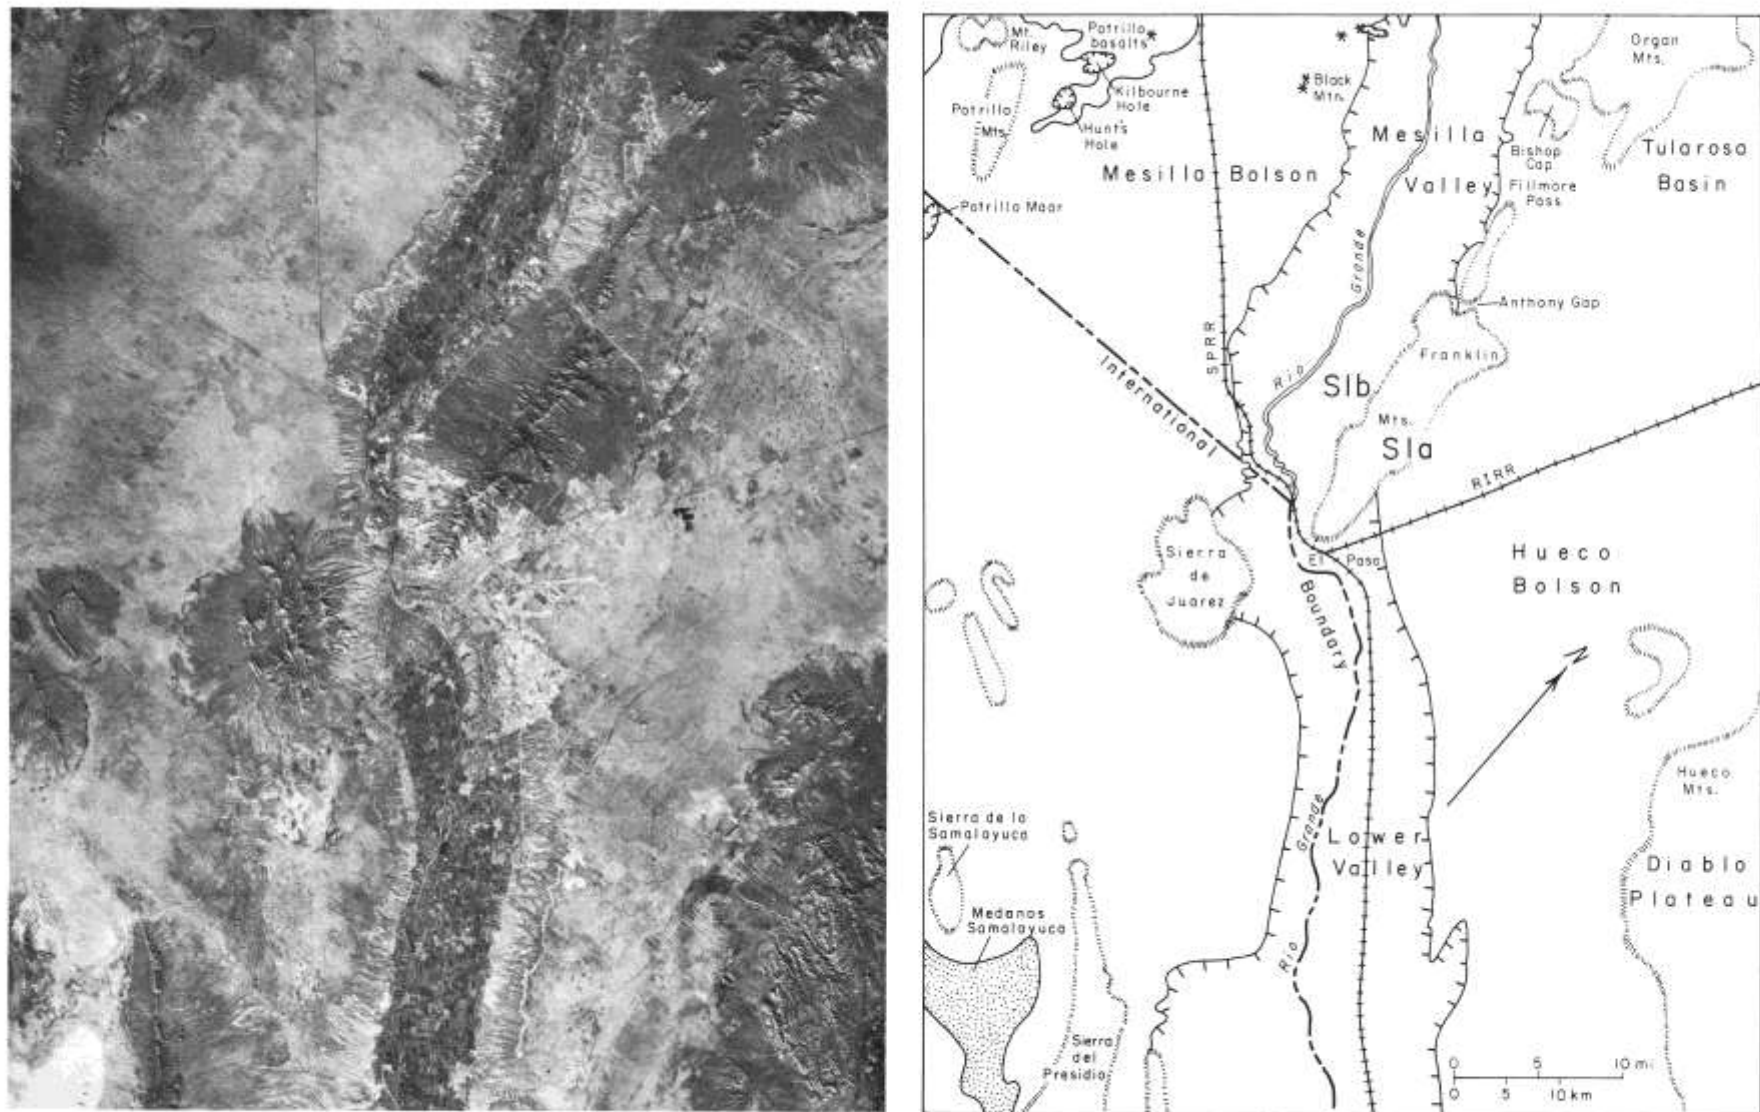 Mt.
Riley
Potrillo
basalts
Organ
Mts.
Black
Mtn.
Kilbourne
Hole
Potrillo
Mts.
Hunt's
Hole
Mesilla
Valley
Bishop
Cap
Tularosa
Basin
Mesilla Bolson
Fillmore
Pass
Potrillo Maar
Rio Grande
Anthony Gap
SPRR
International
Boundary
Franklin
Mts.
Slb
Sla
RIRR
Sierra
de
Juarez
El Paso
Hueco
Bolson
N
Hueco
Mts.
Sierra de la
Samalayuca
Rio Grande
Lower
Valley
Diablo
Plateau
Medanos
Samalayuca
Sierra
del
Presidio
0 5 10 mi.
0 5 10 km